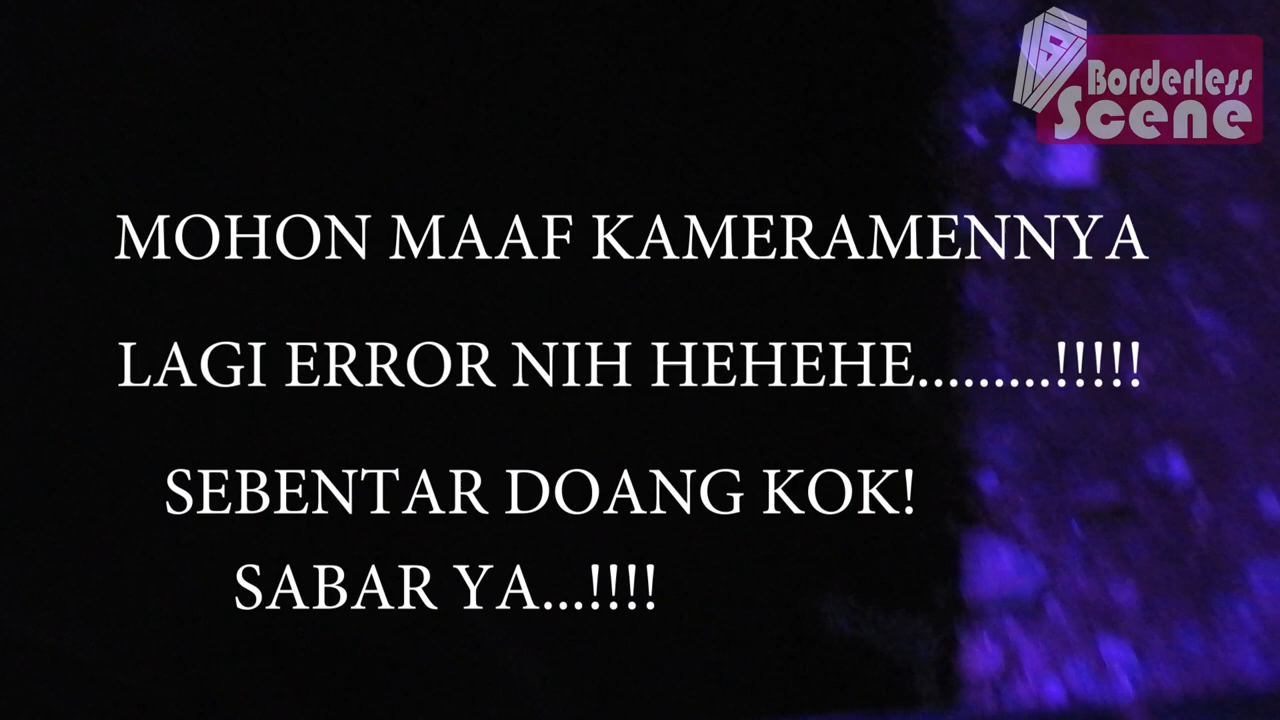 Borderless
Scene
MOHON MAAF KAMERAMENNYA
LAGI ERROR NIH HEHEHE.........!!!!!
SEBENTAR DOANG KOK!
SABAR YA...!!!!